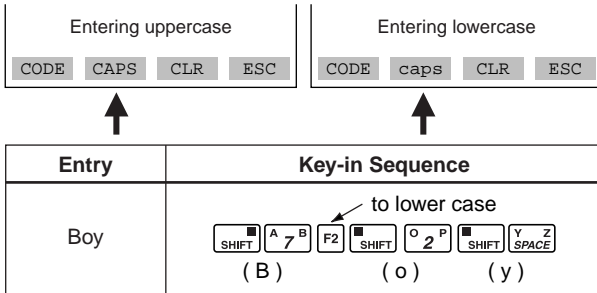 Entering uppercase
CODE CAPS CLR ESC
Entering lowercase
CODE caps CLR ESC
Entry Key-in Sequence
to lower case
Boy SHIFT A 7 B F2 SHIFT O 2 P SHIFT Y Z SPACE
( B ) ( o ) ( y )